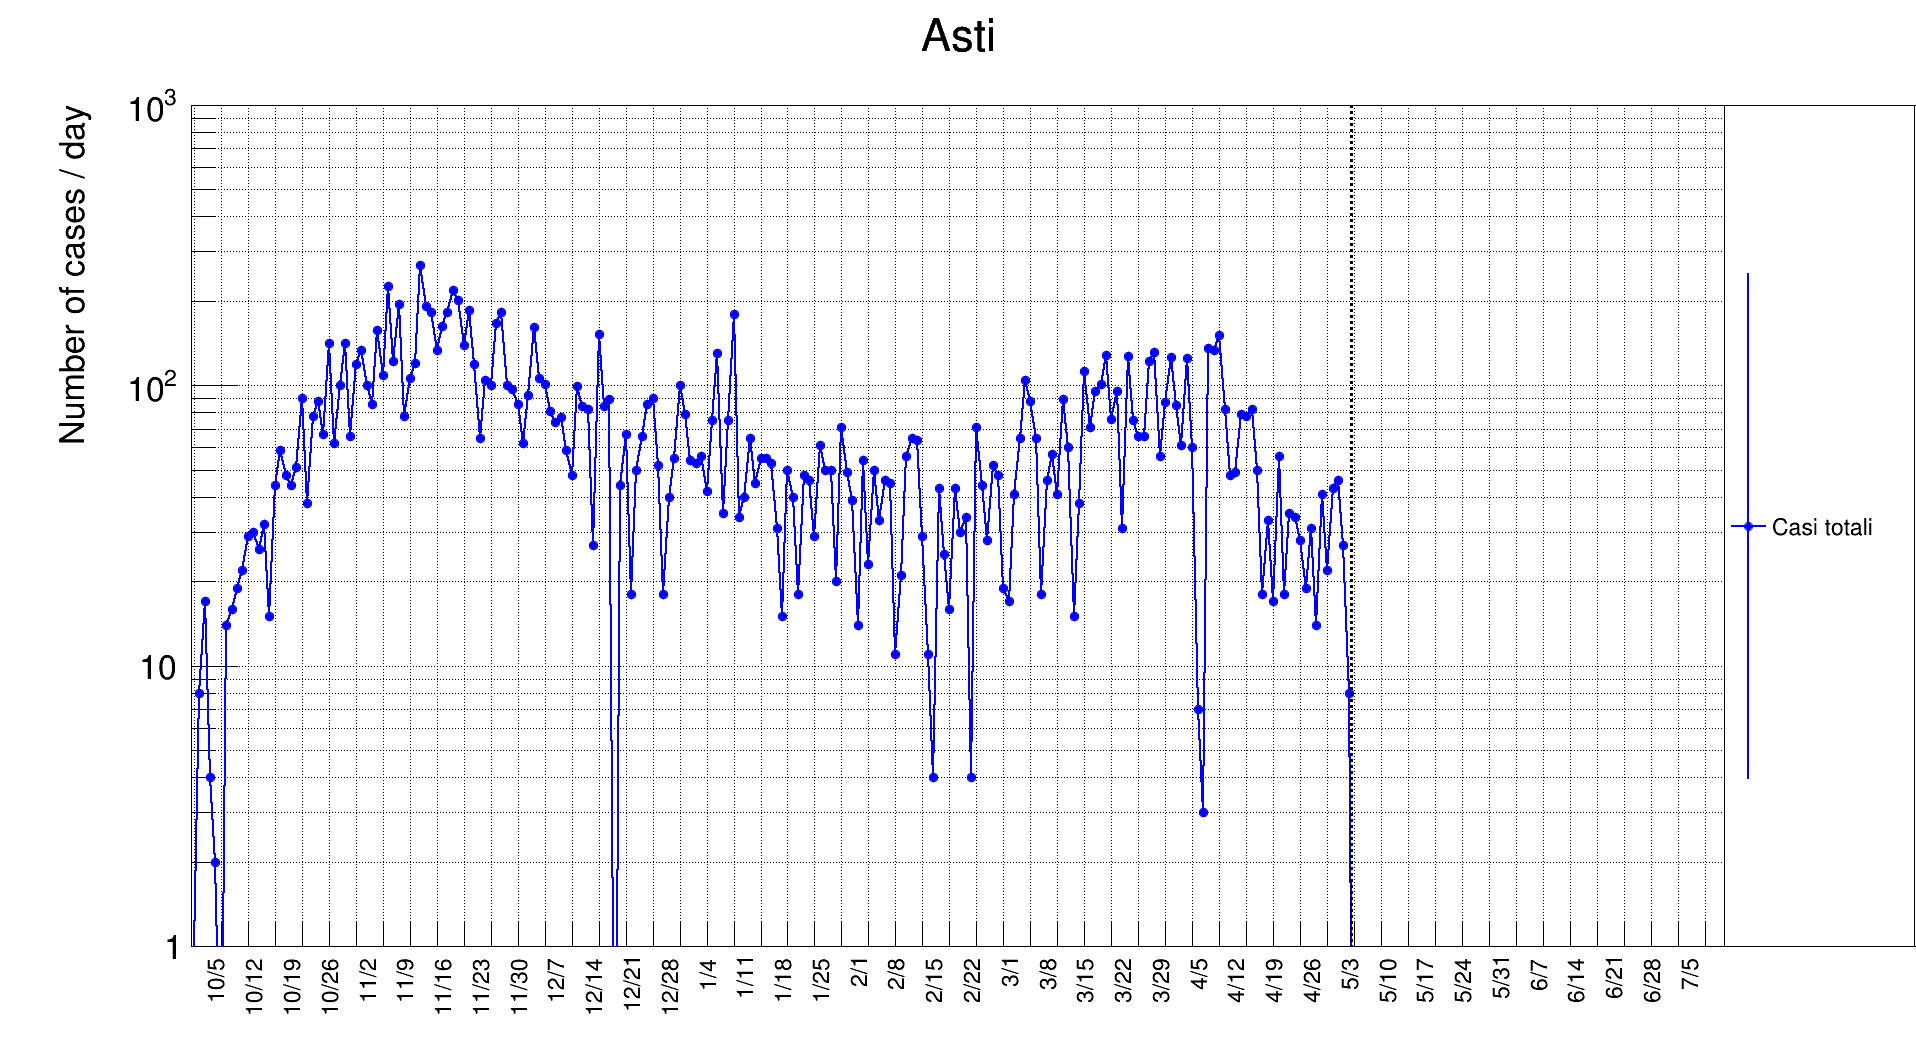 Asti
Number of cases / day
10³
10²
10
1
10/5 10/12 10/19 10/26 11/2 11/9 11/16 11/23 11/30 12/7 12/14 12/21 12/28 1/4 1/11 1/18 1/25 2/1 2/8 2/15 2/22 3/1 3/8 3/15 3/22 3/29 4/5 4/12 4/19 4/26 5/3 5/10 5/17 5/24 5/31 6/7 6/14 6/21 6/28 7/5
Casi totali